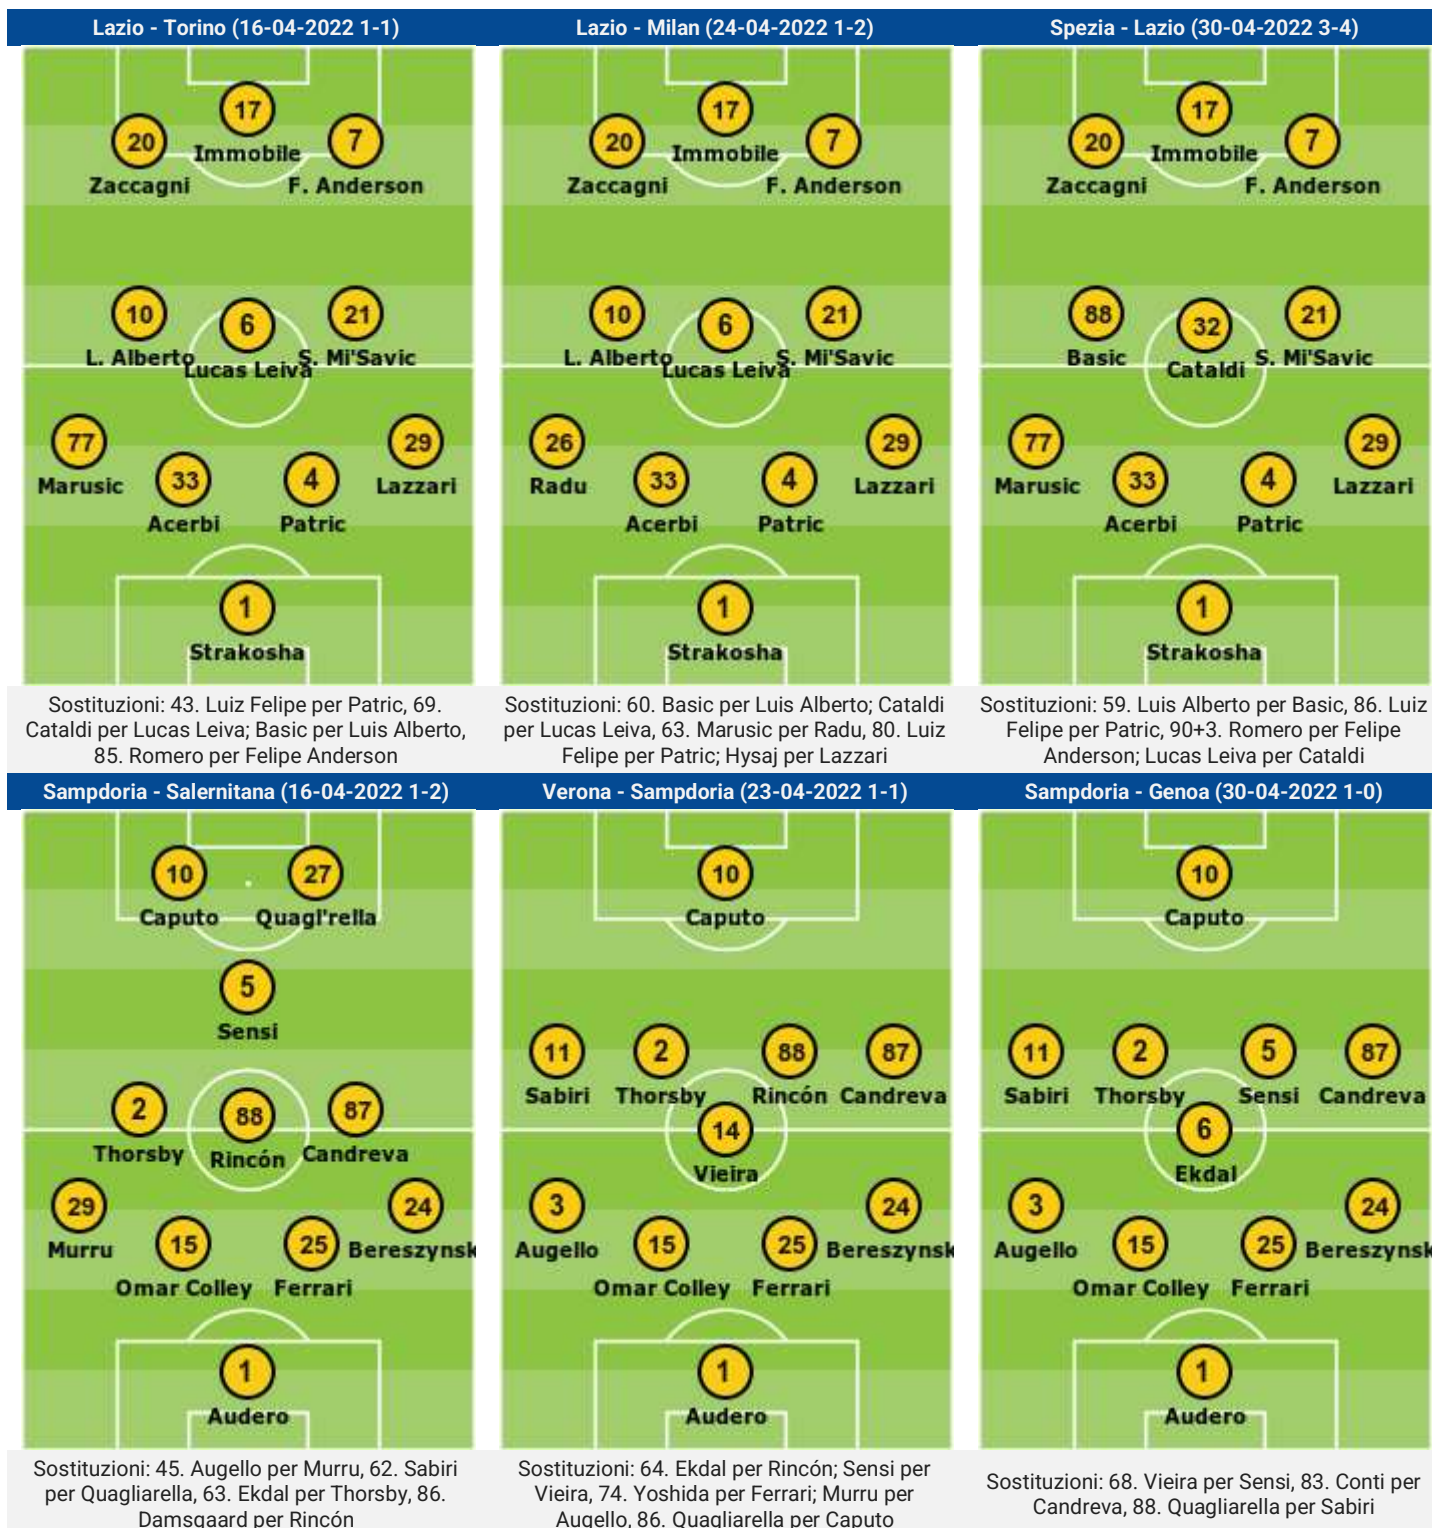 Lazio - Torino (16-04-2022 1-1)
17
20
7
Immobile
Zaccagni
F. Anderson
10
6
21
L. Alberto
Lucas Leiva
S. Mi'Savic
77
29
33
4
Marusic
Lazzari
Acerbi
Patric
1
Strakosha
Sostituzioni: 43. Luiz Felipe per Patric, 69.
Cataldi per Lucas Leiva; Basic per Luis Alberto,
85. Romero per Felipe Anderson
Lazio - Milan (24-04-2022 1-2)
17
20
7
Immobile
Zaccagni
F. Anderson
10
6
21
L. Alberto
Lucas Leiva
S. Mi'Savic
26
29
33
4
Radu
Lazzari
Acerbi
Patric
1
Strakosha
Sostituzioni: 60. Basic per Luis Alberto; Cataldi
per Lucas Leiva, 63. Marusic per Radu, 80. Luiz
Felipe per Patric; Hysaj per Lazzari
Spezia - Lazio (30-04-2022 3-4)
17
20
7
Immobile
Zaccagni
F. Anderson
88
32
21
Basic
Cataldi
S. Mi'Savic
77
29
33
4
Marusic
Lazzari
Acerbi
Patric
1
Strakosha
Sostituzioni: 59. Luis Alberto per Basic, 86. Luiz
Felipe per Patric, 90+3. Romero per Felipe
Anderson; Lucas Leiva per Cataldi
Sampdoria - Salernitana (16-04-2022 1-2)
10
27
Caputo
Quagl'rella
5
Sensi
2
88
87
Thorsby
Rincón
Candreva
29
24
15
25
Murru
Bereszynsk
Omar Colley
Ferrari
1
Audero
Sostituzioni: 45. Augello per Murru, 62. Sabiri
per Quagliarella, 63. Ekdal per Thorsby, 86.
Damsgaard per Rincón
Verona - Sampdoria (23-04-2022 1-1)
10
Caputo
11
2
88
87
Sabiri
Thorsby
Rincón
Candreva
14
Vieira
3
24
15
25
Augello
Bereszynsk
Omar Colley
Ferrari
1
Audero
Sostituzioni: 64. Ekdal per Rincón; Sensi per
Vieira, 74. Yoshida per Ferrari; Murru per
Augello, 86. Quagliarella per Caputo
Sampdoria - Genoa (30-04-2022 1-0)
10
Caputo
11
2
5
87
Sabiri
Thorsby
Sensi
Candreva
6
Ekdal
3
24
15
25
Augello
Bereszynsk
Omar Colley
Ferrari
1
Audero
Sostituzioni: 68. Vieira per Sensi, 83. Conti per
Candreva, 88. Quagliarella per Sabiri